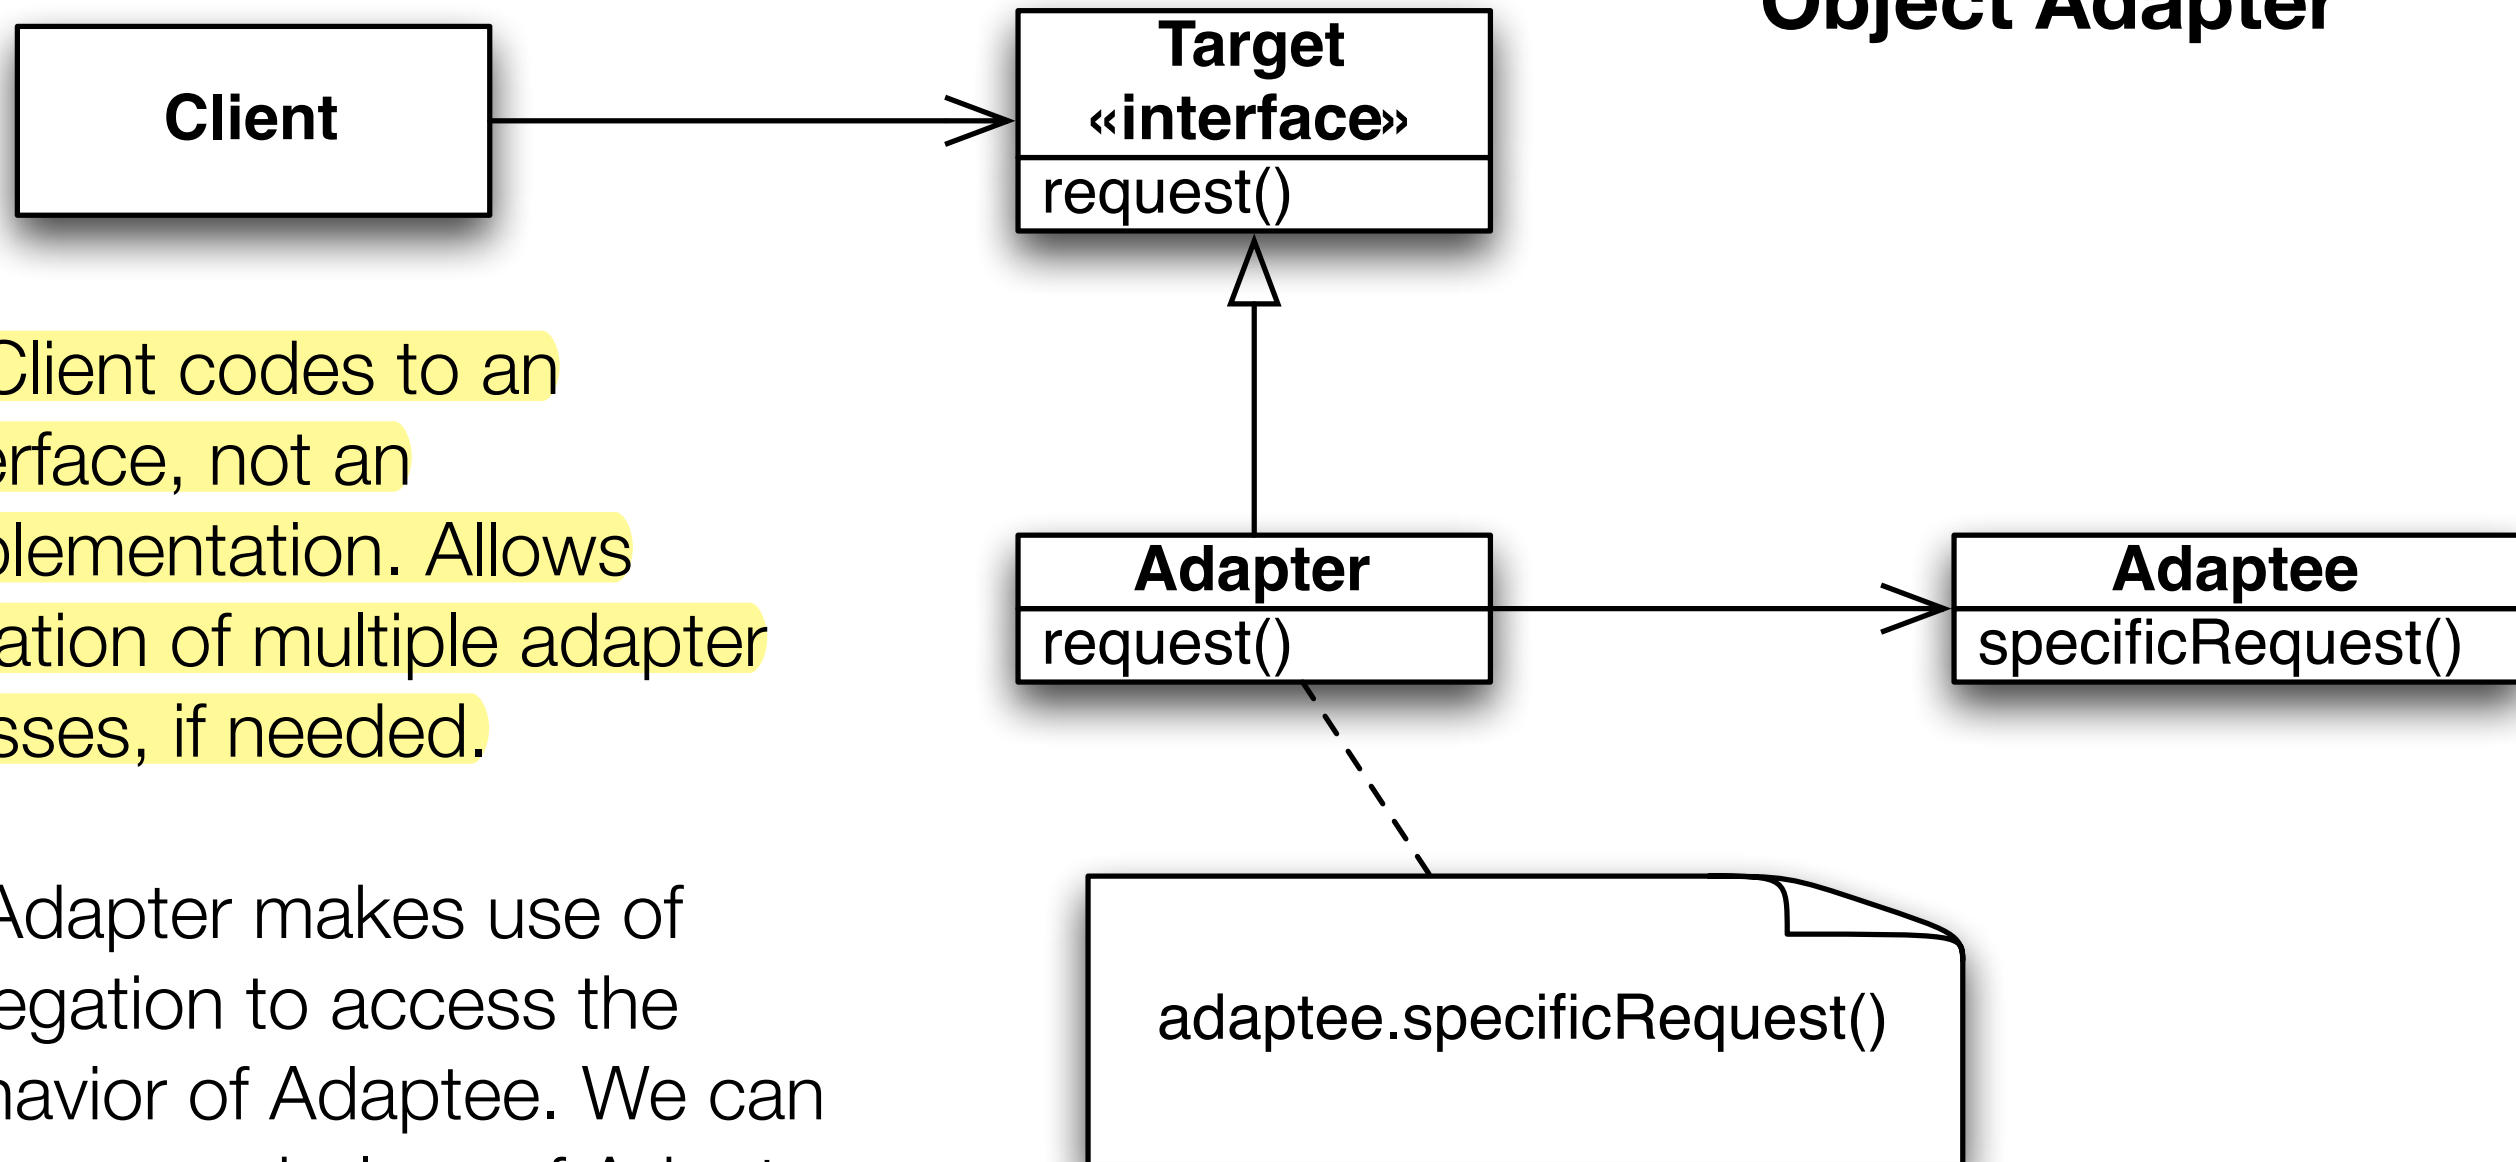 Object Adapter
Client
Target
«interface»
request()
Client codes to an
erface, not an
plementation. Allows
ation of multiple adapter
sses, if needed.
Adapter
request()
Adaptee
specificRequest()
Adapter makes use of
egation to access the
navior of Adaptee. We can
adaptee.specificRequest()